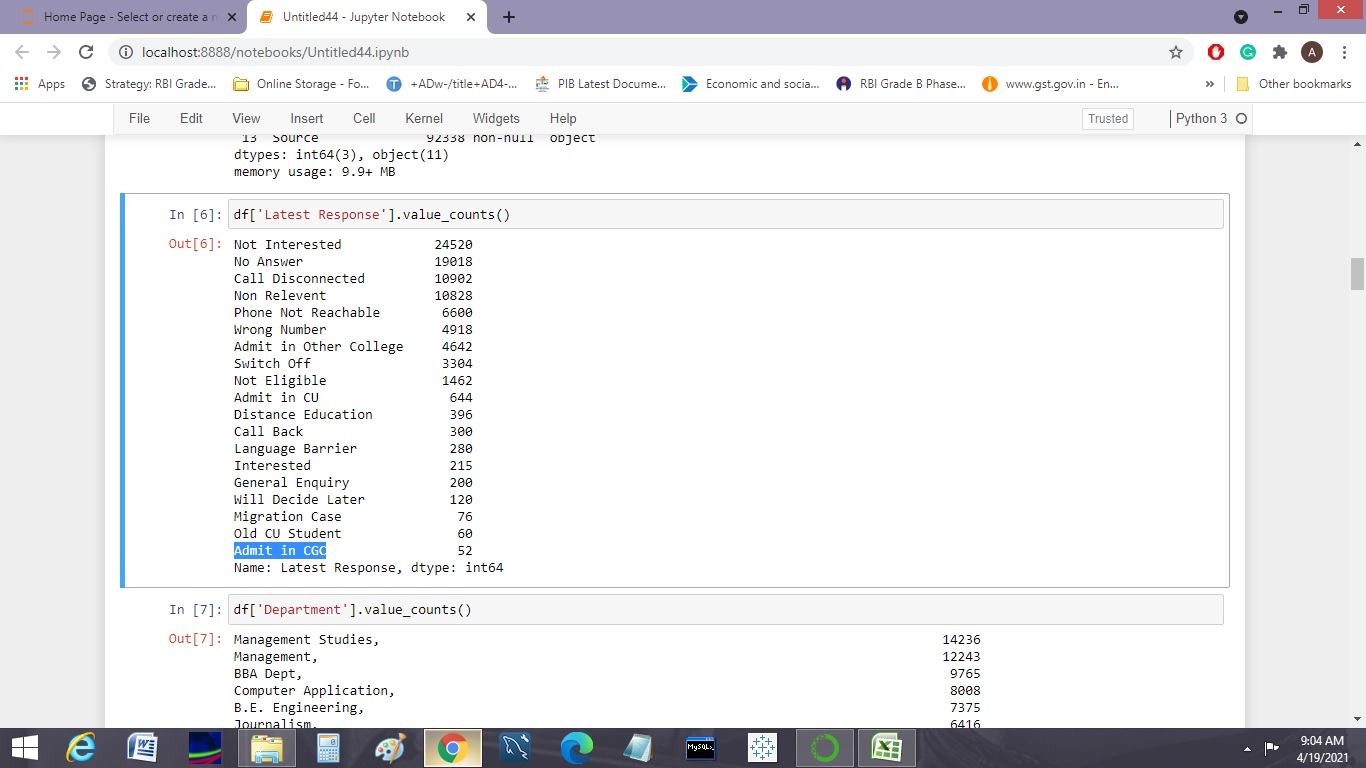 Home Page - Select or create a n
Untitled44 - Jupyter Notebook
localhost:8888/notebooks/Untitled44.ipynb
A
Apps
Strategy: RBI Grade...
Online Storage - Fo...
T
+ADw-/title+AD4-...
PIB Latest Docume...
Economic and socia...
RBI Grade B Phase...
www.gst.gov.in - En...
Other bookmarks
File Edit View Insert Cell Kernel Widgets Help
Trusted
Python 3
13 Source 92338 non-null object
dtypes: int64(3), object(11)
memory usage: 9.9+ MB
In [6]: df['Latest Response'].value_counts()
Out[6]: Not Interested 24520
No Answer 19018
Call Disconnected 10902
Non Relevent 10828
Phone Not Reachable 6600
Wrong Number 4918
Admit in Other College 4642
Switch Off 3304
Not Eligible 1462
Admit in CU 644
Distance Education 396
Call Back 300
Language Barrier 280
Interested 215
General Enquiry 200
Will Decide Later 120
Migration Case 76
Old CU Student 60
Admit in CGC 52
Name: Latest Response, dtype: int64
In [7]: df['Department'].value_counts()
Out[7]: Management Studies, 14236
Management, 12243
BBA Dept, 9765
Computer Application, 8008
B.E. Engineering, 7375
Journalism, 6416
9:04 AM
4/19/2021